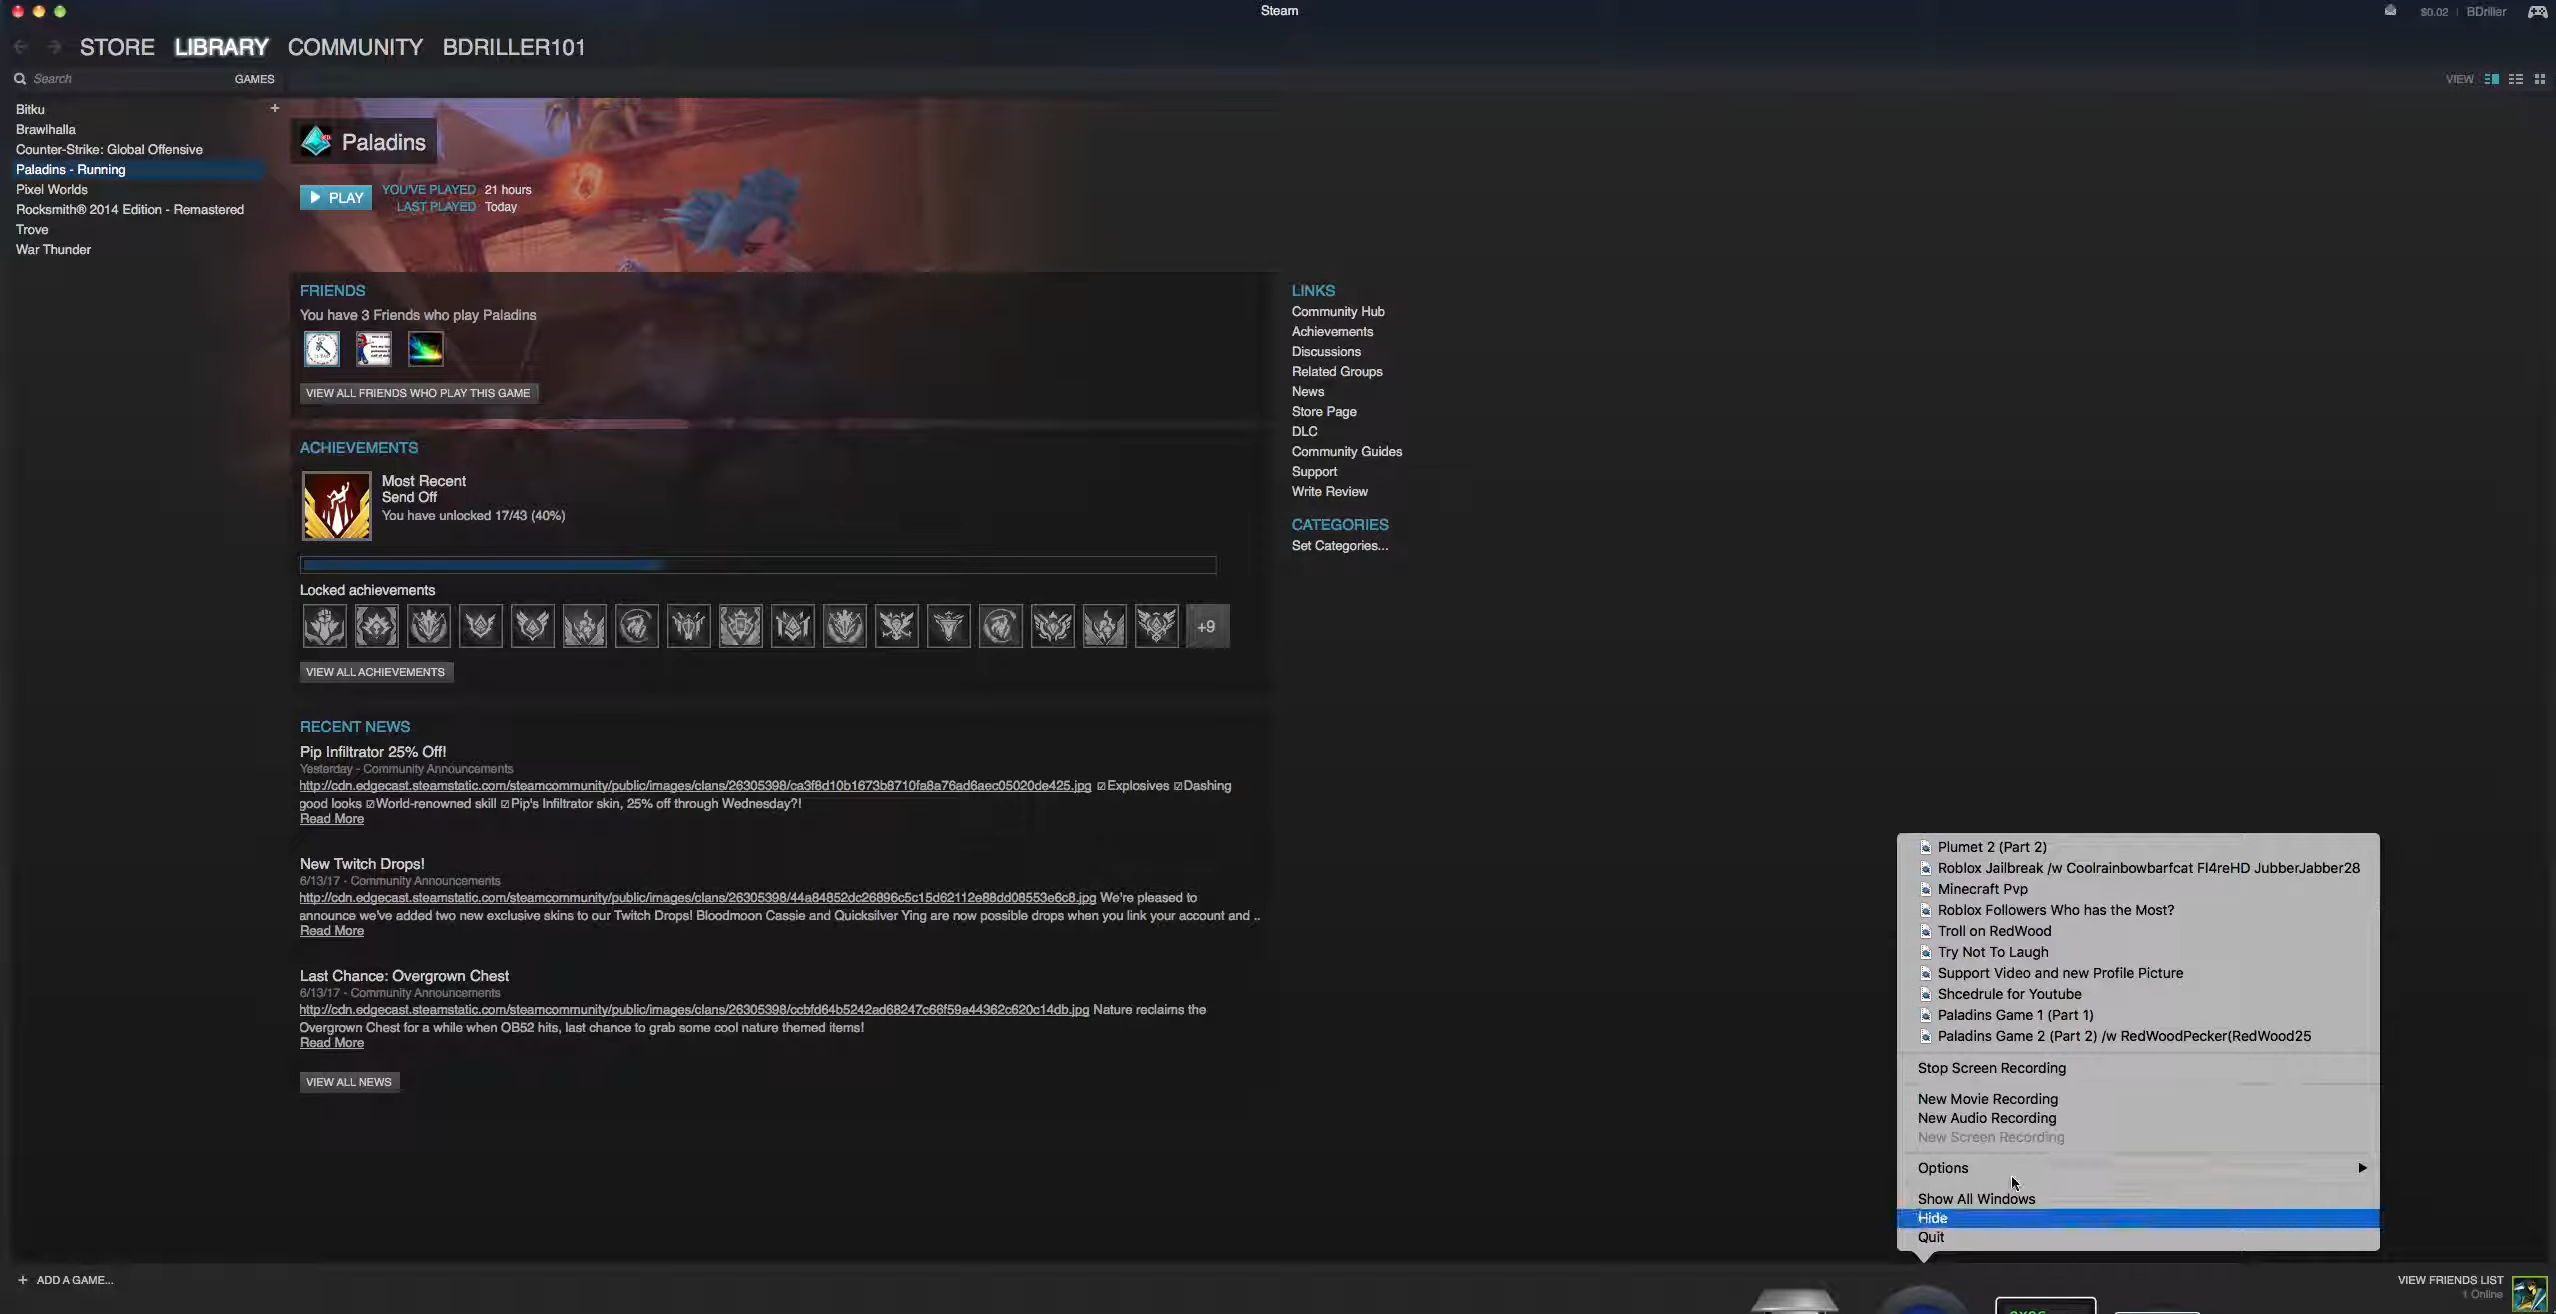 Steam
$0.02 | BDriller
STORE LIBRARY COMMUNITY BDRILLER101
Search
GAMES
VIEW
Bitku
Brawlhalla
Counter-Strike: Global Offensive
Paladins - Running
Pixel Worlds
Rocksmith® 2014 Edition - Remastered
Trove
War Thunder
+
Paladins
PLAY
YOU'VE PLAYED 21 hours
LAST PLAYED Today
FRIENDS
You have 3 Friends who play Paladins
VIEW ALL FRIENDS WHO PLAY THIS GAME
ACHIEVEMENTS
Most Recent
Send Off
You have unlocked 17/43 (40%)
Locked achievements
+9
VIEW ALL ACHIEVEMENTS
RECENT NEWS
Pip Infiltrator 25% Off!
Yesterday - Community Announcements
http://cdn.edgecast.steamstatic.com/steamcommunity/public/images/clans/26305398/ca3f8d10b1673b8710fa8a76ad6aec05020de425.jpg ☑Explosives ☑Dashing
good looks ☑World-renowned skill ☑Pip's Infiltrator skin, 25% off through Wednesday?!
Read More
New Twitch Drops!
6/13/17 - Community Announcements
http://cdn.edgecast.steamstatic.com/steamcommunity/public/images/clans/26305398/44a84852dc26896c5c15d62112e88dd08553e6c8.jpg We're pleased to
announce we've added two new exclusive skins to our Twitch Drops! Bloodmoon Cassie and Quicksilver Ying are now possible drops when you link your account and ..
Read More
Last Chance: Overgrown Chest
6/13/17 - Community Announcements
http://cdn.edgecast.steamstatic.com/steamcommunity/public/images/clans/26305398/ccbfd64b5242ad68247c66f59a44362c620c14db.jpg Nature reclaims the
Overgrown Chest for a while when OB52 hits, last chance to grab some cool nature themed items!
Read More
VIEW ALL NEWS
LINKS
Community Hub
Achievements
Discussions
Related Groups
News
Store Page
DLC
Community Guides
Support
Write Review
CATEGORIES
Set Categories...
Plumet 2 (Part 2)
Roblox Jailbreak /w Coolrainbowbarfcat Fl4reHD JubberJabber28
Minecraft Pvp
Roblox Followers Who has the Most?
Troll on RedWood
Try Not To Laugh
Support Video and new Profile Picture
Shcedrule for Youtube
Paladins Game 1 (Part 1)
Paladins Game 2 (Part 2) /w RedWoodPecker(RedWood25
Stop Screen Recording
New Movie Recording
New Audio Recording
New Screen Recording
Options
Show All Windows
Hide
Quit
+ ADD A GAME...
VIEW FRIENDS LIST
1 Online